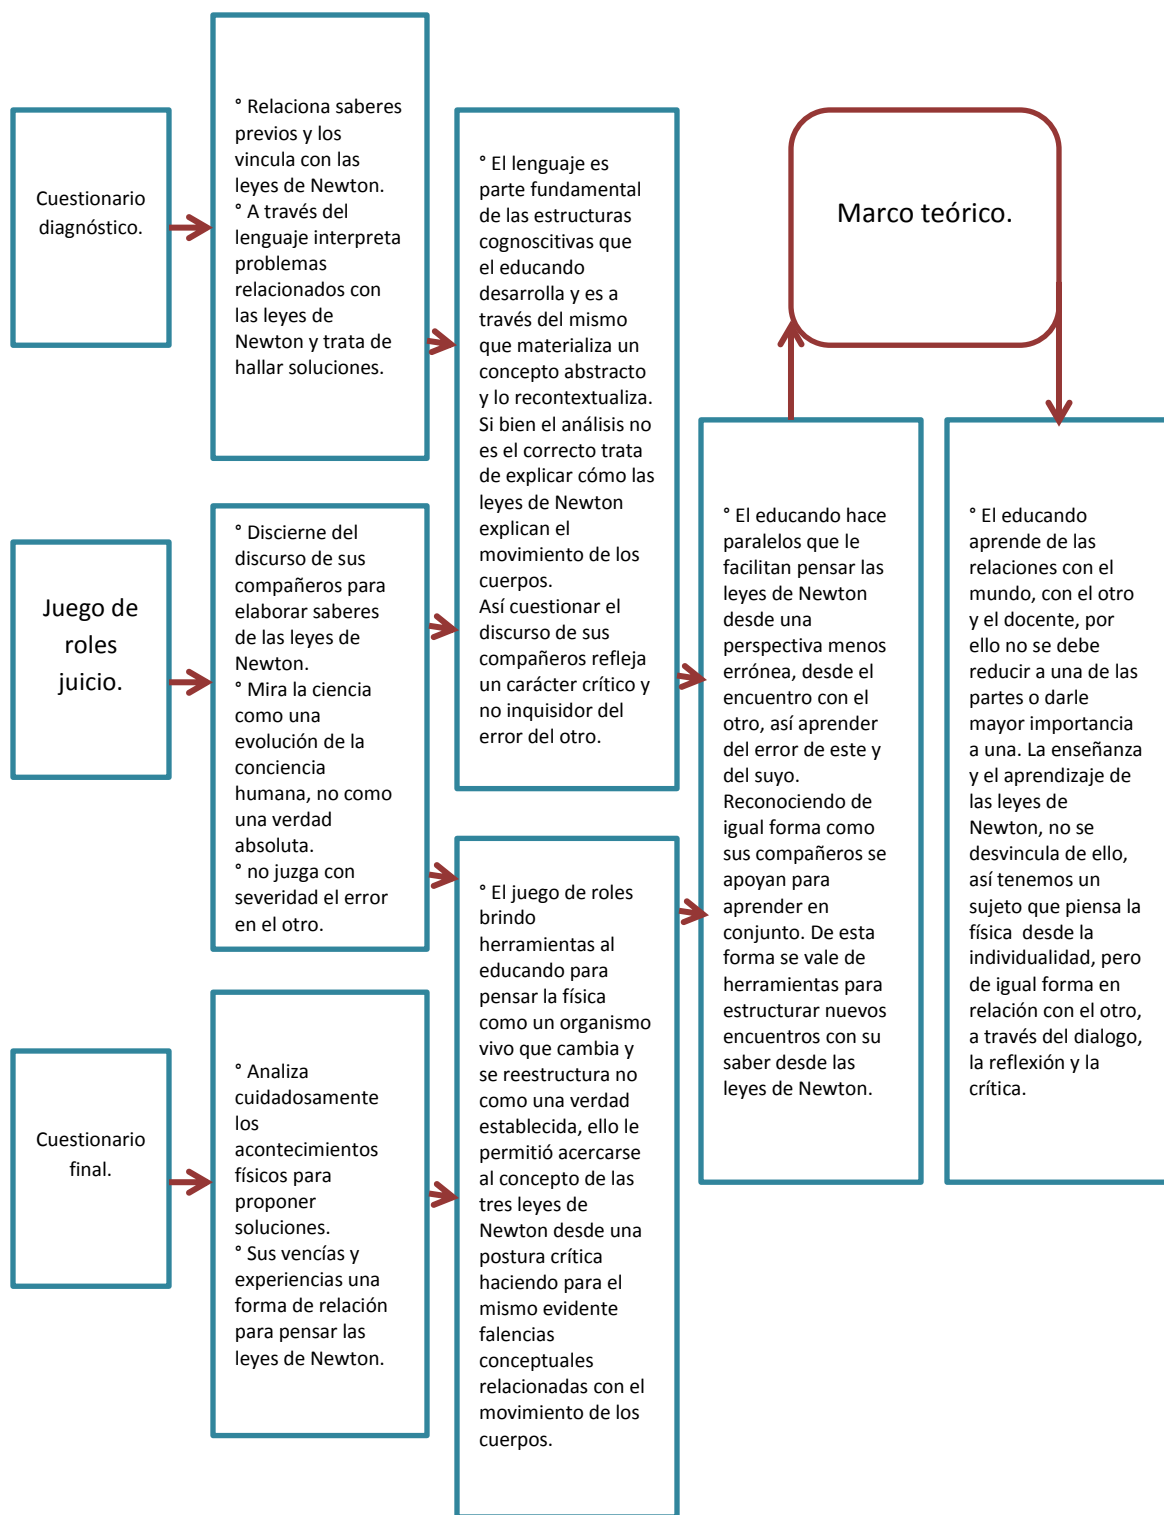 Cuestionario
diagnóstico.
° Relaciona saberes
previos y los
vincula con las
leyes de Newton.
° A través del
lenguaje interpreta
problemas
relacionados con
las leyes de
Newton y trata de
hallar soluciones.
Juego de
roles
juicio.
° Discierne del
discurso de sus
compañeros para
elaborar saberes
de las leyes de
Newton.
° Mira la ciencia
como una
evolución de la
conciencia
humana, no como
una verdad
absoluta.
° no juzga con
severidad el error
en el otro.
Cuestionario
final.
° Analiza
cuidadosamente
los
acontecimientos
físicos para
proponer
soluciones.
° Sus vencías y
experiencias una
forma de relación
para pensar las
leyes de Newton.
° El lenguaje es
parte fundamental
de las estructuras
cognoscitivas que
el educando
desarrolla y es a
través del mismo
que materializa un
concepto abstracto
y lo recontextualiza.
Si bien el análisis no
es el correcto trata
de explicar cómo las
leyes de Newton
explican el
movimiento de los
cuerpos.
Así cuestionar el
discurso de sus
compañeros refleja
un carácter crítico y
no inquisidor del
error del otro.
° El juego de roles
brindo
herramientas al
educando para
pensar la física
como un organismo
vivo que cambia y
se reestructura no
como una verdad
establecida, ello le
permitió acercarse
al concepto de las
tres leyes de
Newton desde una
postura crítica
haciendo para el
mismo evidente
falencias
conceptuales
relacionadas con el
movimiento de los
cuerpos.
° El educando hace
paralelos que le
facilitan pensar las
leyes de Newton
desde una
perspectiva menos
errónea, desde el
encuentro con el
otro, así aprender
del error de este y
del suyo.
Reconociendo de
igual forma como
sus compañeros se
apoyan para
aprender en
conjunto. De esta
forma se vale de
herramientas para
estructurar nuevos
encuentros con su
saber desde las
leyes de Newton.
Marco teórico.
° El educando
aprende de las
relaciones con el
mundo, con el otro
y el docente, por
ello no se debe
reducir a una de las
partes o darle
mayor importancia
a una. La enseñanza
y el aprendizaje de
las leyes de
Newton, no se
desvincula de ello,
así tenemos un
sujeto que piensa la
física  desde la
individualidad, pero
de igual forma en
relación con el otro,
a través del dialogo,
la reflexión y la
crítica.